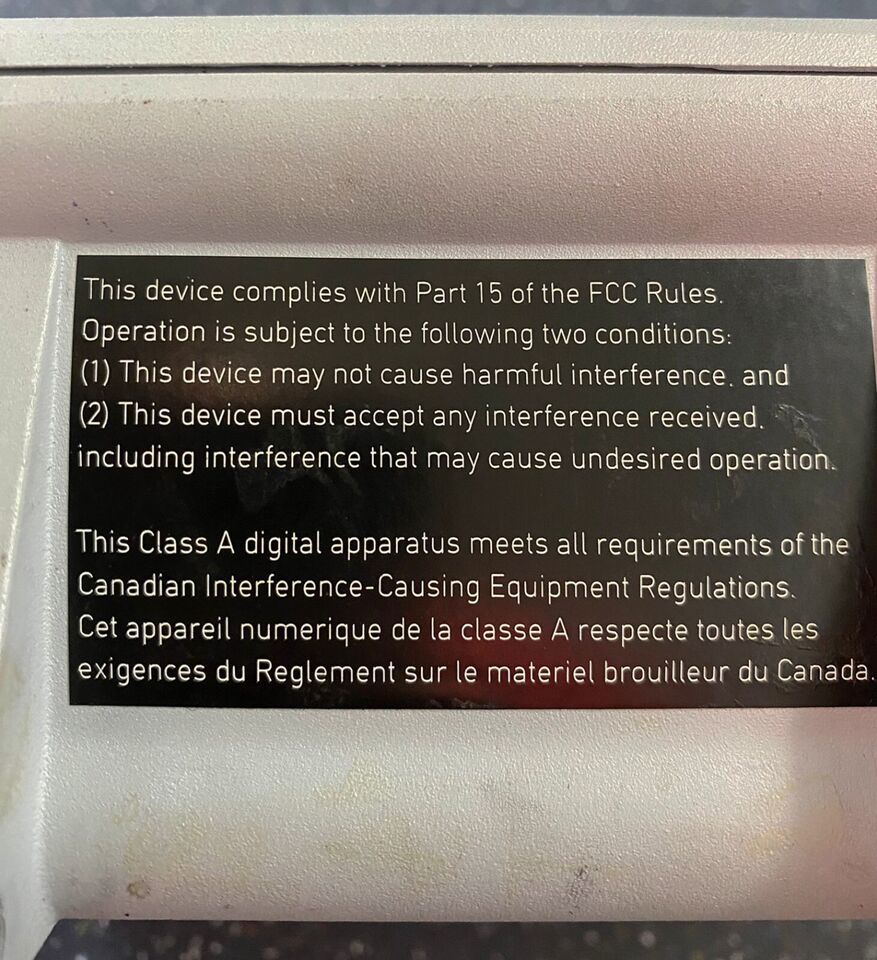 This device complies with Part 15 of the FCC Rules.
Operation is subject to the following two conditions:
(1) This device may not cause harmful interference. and
(2) This device must accept any interference received.
including interference that may cause undesired operation.
This Class A digital apparatus meets all requirements of the
Canadian Interference-Causing Equipment Regulations.
Cet appareil numerique de la classe A respecte toutes les
exigences du Reglement sur le materiel brouilleur du Canada.